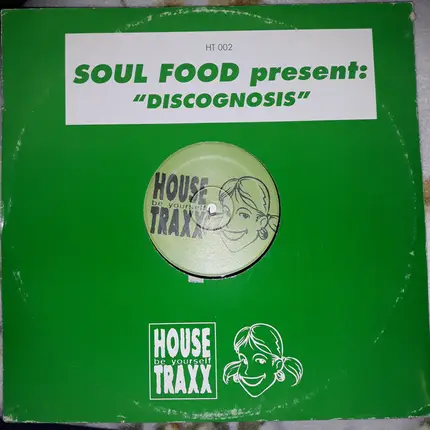 HT 002
SOUL FOOD present:
“DISCOGNOSIS”
HOUSE
be yourself
TRAXX
HOUSE
be yourself
TRAXX